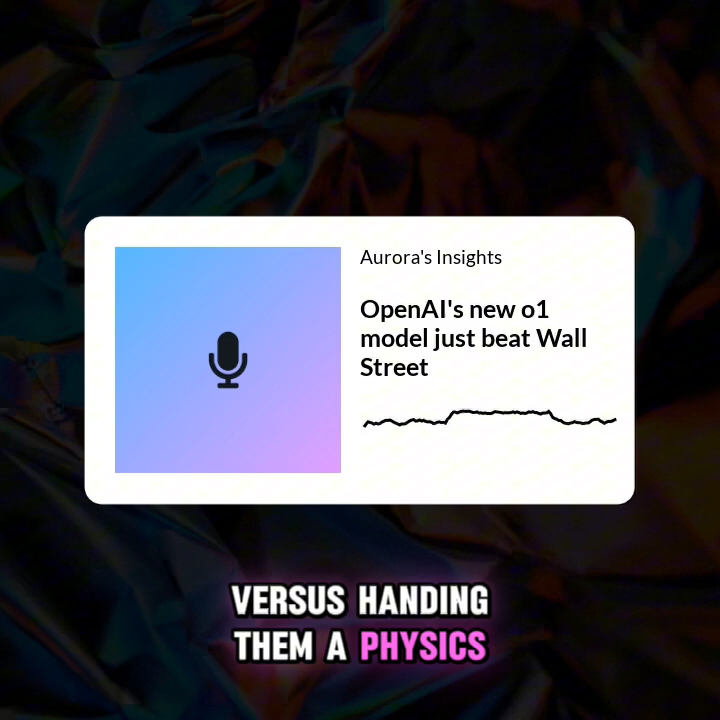 Aurora's Insights
OpenAI's new o1
model just beat Wall
Street
VERSUS HANDING
THEM A PHYSICS